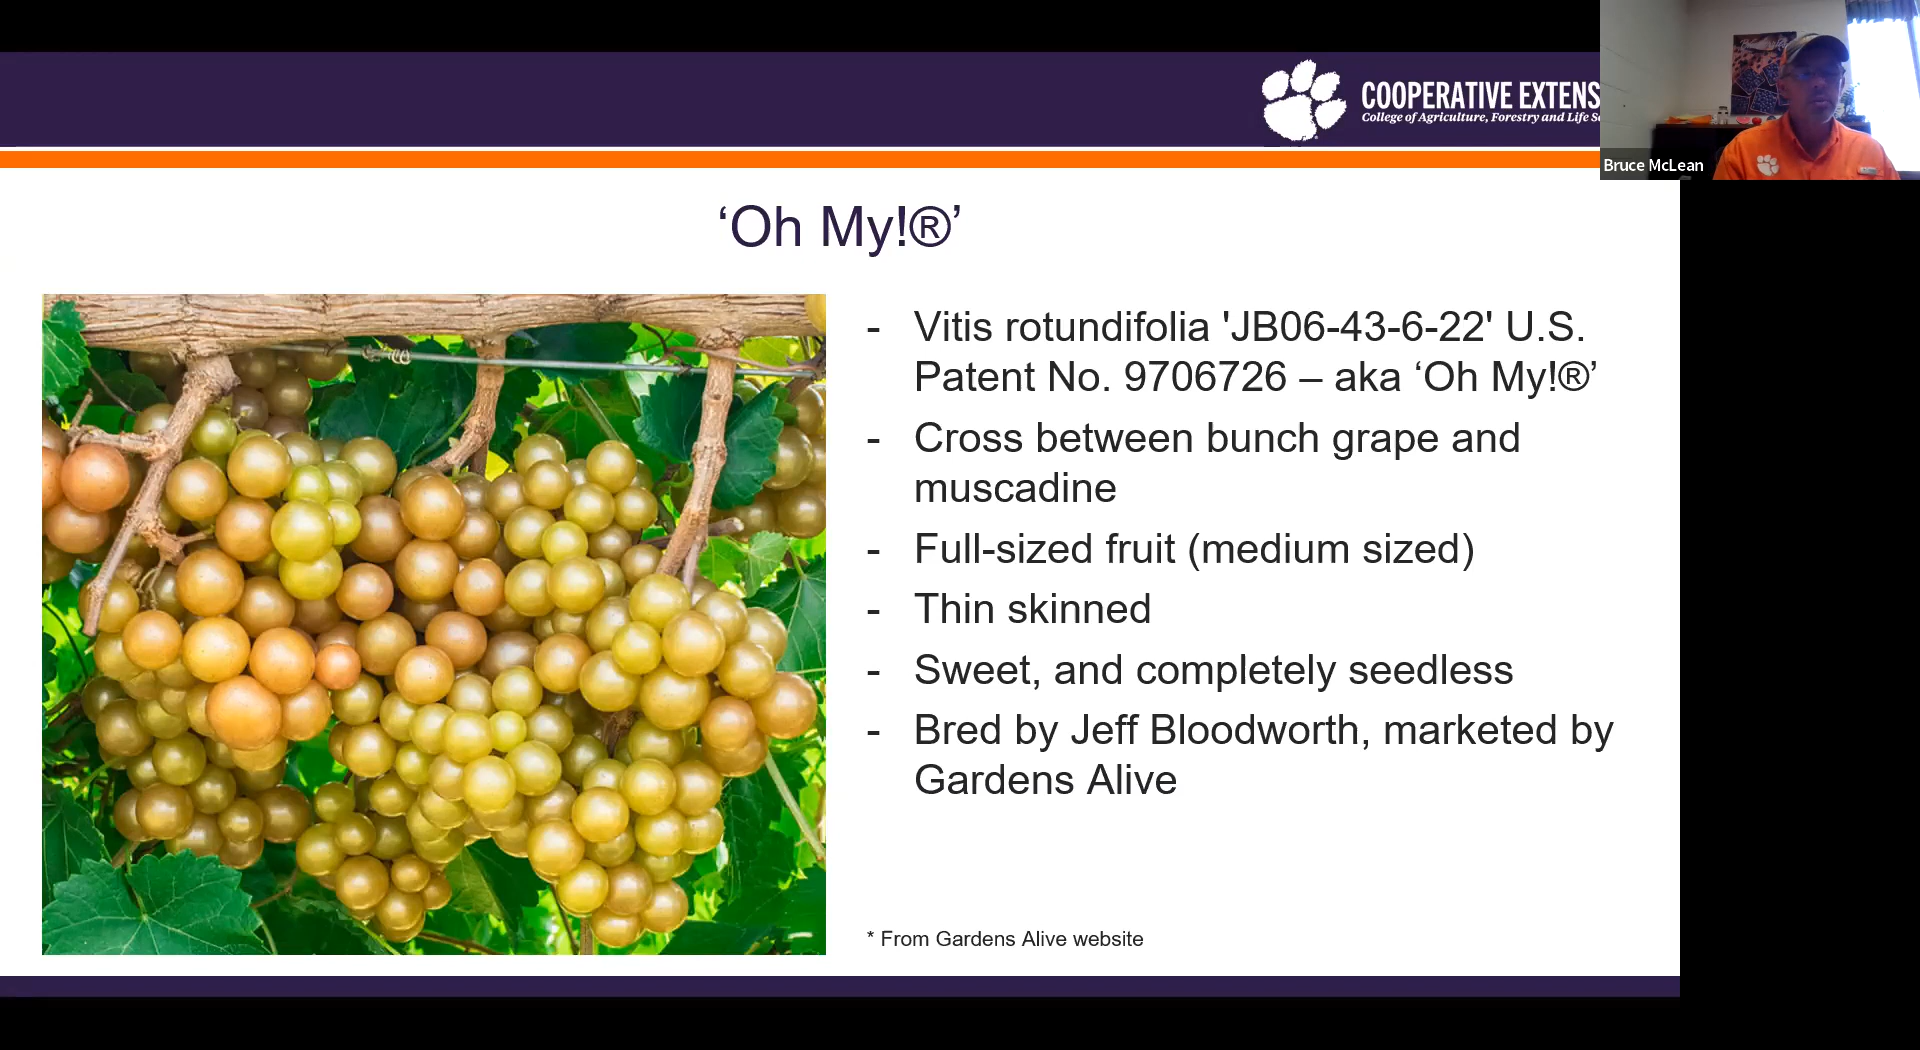 COOPERATIVE EXTENS
College of Agriculture, Forestry and Life S
Bruce McLean
‘Oh My!®’
- Vitis rotundifolia 'JB06-43-6-22' U.S.
Patent No. 9706726 – aka ‘Oh My!®’
- Cross between bunch grape and
muscadine
- Full-sized fruit (medium sized)
- Thin skinned
- Sweet, and completely seedless
- Bred by Jeff Bloodworth, marketed by
Gardens Alive
* From Gardens Alive website